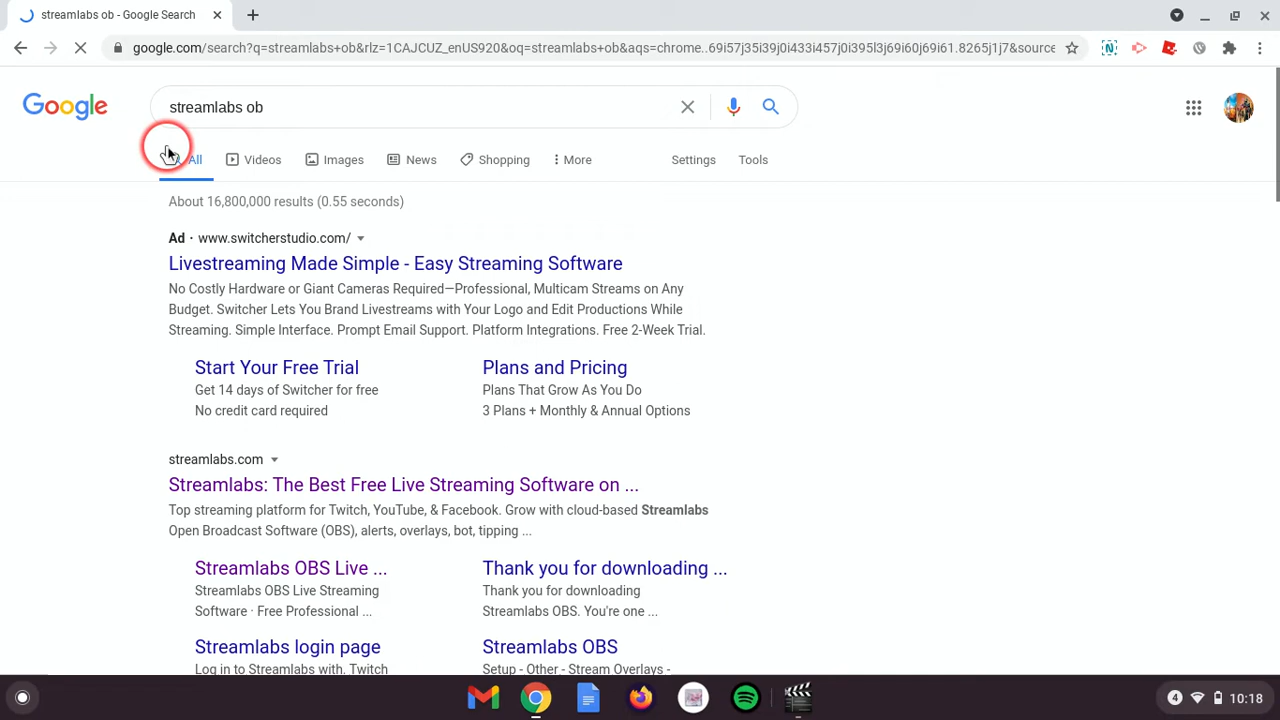 streamlabs ob - Google Search
google.com/search?q=streamlabs+ob&rlz=1CAJCUZ_enUS920&oq=streamlabs+ob&aqs=chrome..69i57j35i39j0i433i457j0i395l3j69i60j69i61.8265j1j7&source
Google
streamlabs ob
All
Videos
Images
News
Shopping
More
Settings
Tools
About 16,800,000 results (0.55 seconds)
Ad · www.switcherstudio.com/
Livestreaming Made Simple - Easy Streaming Software
No Costly Hardware or Giant Cameras Required—Professional, Multicam Streams on Any
Budget. Switcher Lets You Brand Livestreams with Your Logo and Edit Productions While
Streaming. Simple Interface. Prompt Email Support. Platform Integrations. Free 2-Week Trial.
Start Your Free Trial
Get 14 days of Switcher for free
No credit card required
Plans and Pricing
Plans That Grow As You Do
3 Plans + Monthly & Annual Options
streamlabs.com
Streamlabs: The Best Free Live Streaming Software on ...
Top streaming platform for Twitch, YouTube, & Facebook. Grow with cloud-based Streamlabs
Open Broadcast Software (OBS), alerts, overlays, bot, tipping ...
Streamlabs OBS Live ...
Streamlabs OBS Live Streaming
Software · Free Professional ...
Thank you for downloading ...
Thank you for downloading
Streamlabs OBS. You're one ...
Streamlabs login page
Log in to Streamlabs with. Twitch
Streamlabs OBS
Setup - Other - Stream Overlays -
4
10:18